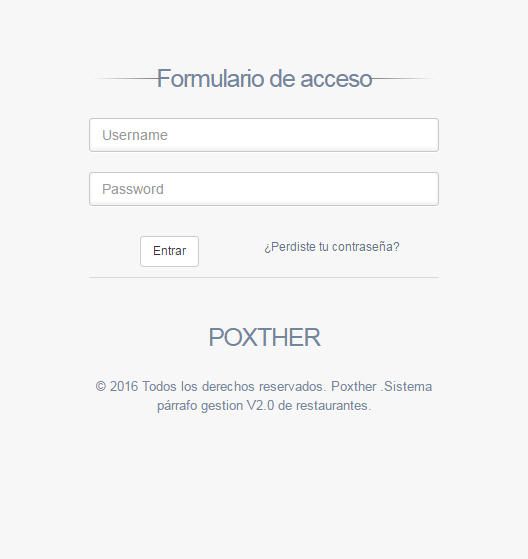 Formulario de acceso
Username
Password
Entrar
¿Perdiste tu contraseña?
POXTHER
© 2016 Todos los derechos reservados. Poxther .Sistema
párrafo gestion V2.0 de restaurantes.